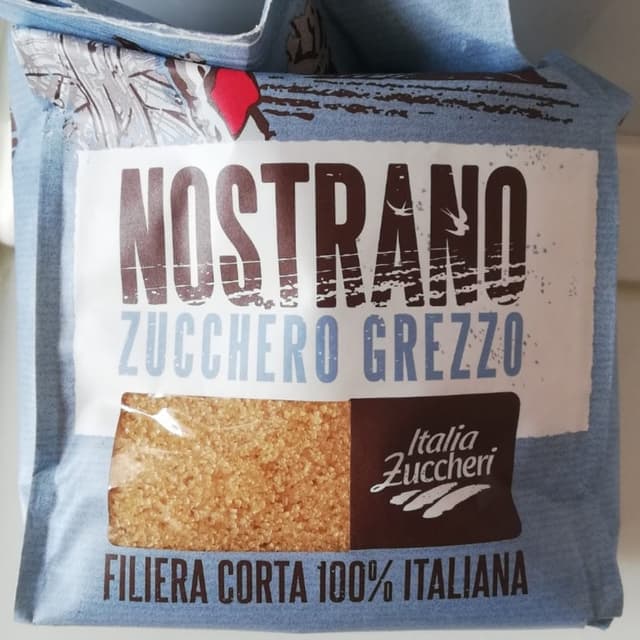 NOSTRANO
ZUCCHERO GREZZO
Italia
Zuccheri
FILIERA CORTA 100% ITALIANA